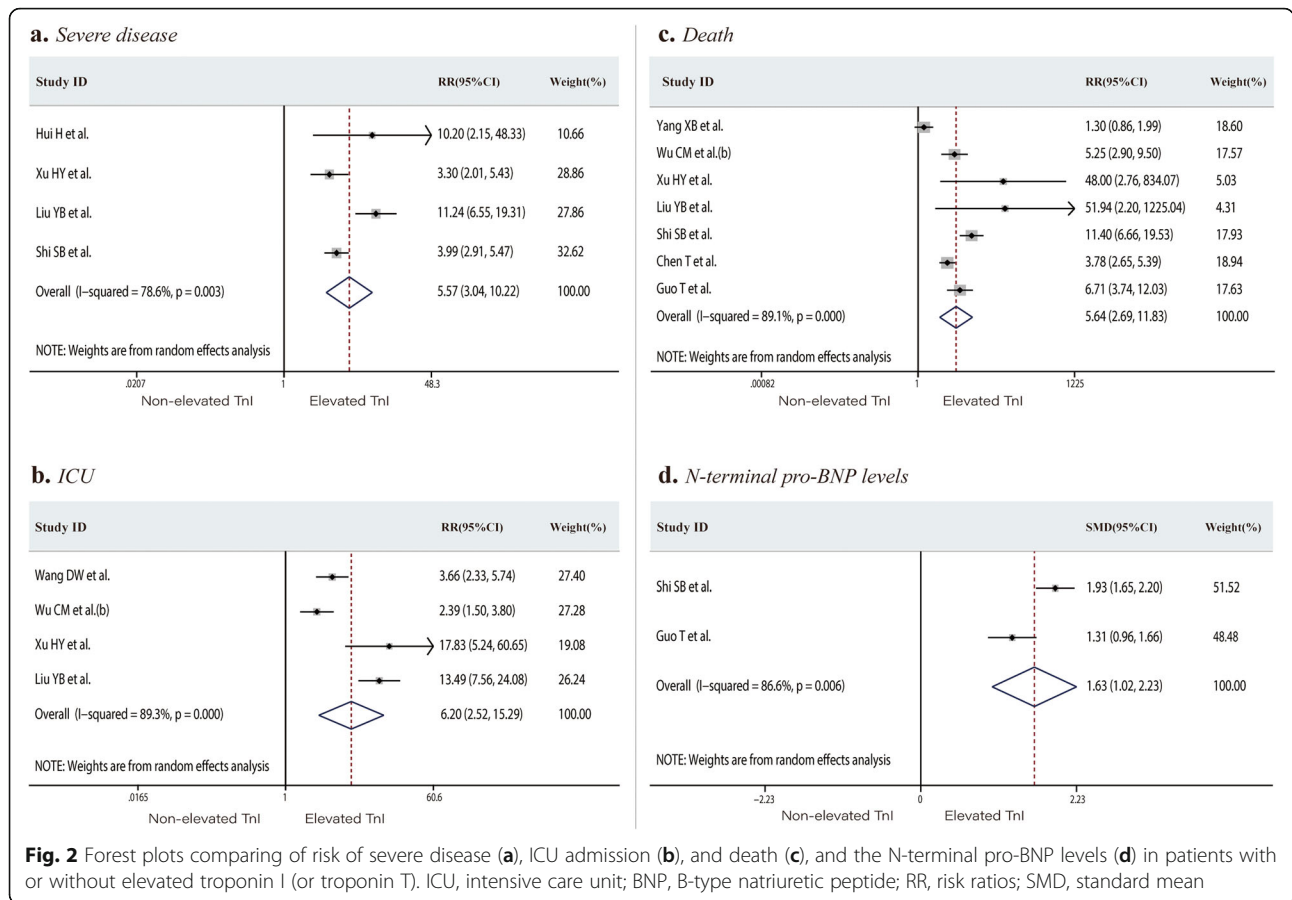 a. Severe disease
Study ID RR(95%CI) Weight(%)
Hui H et al. 10.20 (2.15, 48.33) 10.66
Xu HY et al. 3.30 (2.01, 5.43) 28.86
Liu YB et al. 11.24 (6.55, 19.31) 27.86
Shi SB et al. 3.99 (2.91, 5.47) 32.62
Overall (I–squared = 78.6%, p = 0.003) 5.57 (3.04, 10.22) 100.00
NOTE: Weights are from random effects analysis
.0207 1 48.3
Non-elevated TnI Elevated TnI
b. ICU
Study ID RR(95%CI) Weight(%)
Wang DW et al. 3.66 (2.33, 5.74) 27.40
Wu CM et al.(b) 2.39 (1.50, 3.80) 27.28
Xu HY et al. 17.83 (5.24, 60.65) 19.08
Liu YB et al. 13.49 (7.56, 24.08) 26.24
Overall (I–squared = 89.3%, p = 0.000) 6.20 (2.52, 15.29) 100.00
NOTE: Weights are from random effects analysis
.0165 1 60.6
Non-elevated TnI Elevated TnI
c. Death
Study ID RR(95%CI) Weight(%)
Yang XB et al. 1.30 (0.86, 1.99) 18.60
Wu CM et al.(b) 5.25 (2.90, 9.50) 17.57
Xu HY et al. 48.00 (2.76, 834.07) 5.03
Liu YB et al. 51.94 (2.20, 1225.04) 4.31
Shi SB et al. 11.40 (6.66, 19.53) 17.93
Chen T et al. 3.78 (2.65, 5.39) 18.94
Guo T et al. 6.71 (3.74, 12.03) 17.63
Overall (I–squared = 89.1%, p = 0.000) 5.64 (2.69, 11.83) 100.00
NOTE: Weights are from random effects analysis
.00082 1 1225
Non-elevated TnI Elevated TnI
d. N-terminal pro-BNP levels
Study ID SMD(95%CI) Weight(%)
Shi SB et al. 1.93 (1.65, 2.20) 51.52
Guo T et al. 1.31 (0.96, 1.66) 48.48
Overall (I–squared = 86.6%, p = 0.006) 1.63 (1.02, 2.23) 100.00
NOTE: Weights are from random effects analysis
−2.23 0 2.23
Non-elevated TnI Elevated TnI
Fig. 2 Forest plots comparing of risk of severe disease (a), ICU admission (b), and death (c), and the N-terminal pro-BNP levels (d) in patients with
or without elevated troponin I (or troponin T). ICU, intensive care unit; BNP, B-type natriuretic peptide; RR, risk ratios; SMD, standard mean